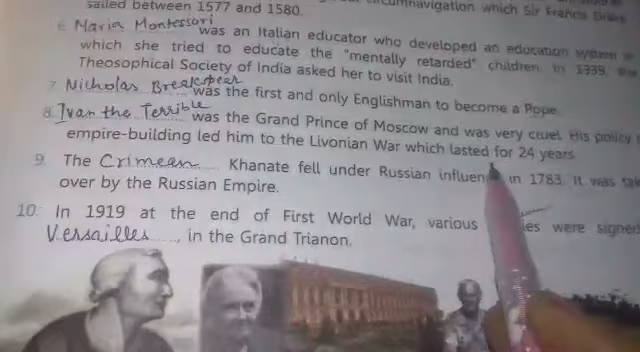 sailed between 1577 and 1580. circumnavigation which Sir Francis Drake
6. Maria Montessori was an Italian educator who developed an education system in
which she tried to educate the "mentally retarded" children. In 1939, the
Theosophical Society of India asked her to visit India.
7. Nicholas Breakspear was the first and only Englishman to become a Pope.
8. Ivan the Terrible was the Grand Prince of Moscow and was very cruel. His policy
empire-building led him to the Livonian War which lasted for 24 years.
9. The Crimean Khanate fell under Russian influen in 1783. It was tak
over by the Russian Empire.
10. In 1919 at the end of First World War, various ies were signed
Versailles, in the Grand Trianon.